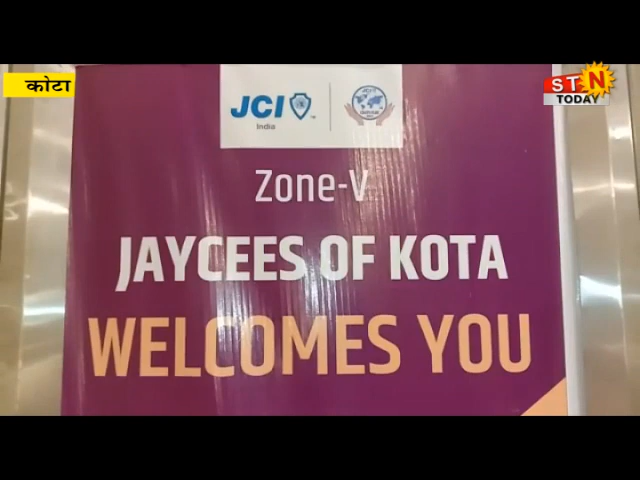 कोटा
STN
TODAY
JCI
India
Zone-V
JAYCEES OF KOTA
WELCOMES YOU